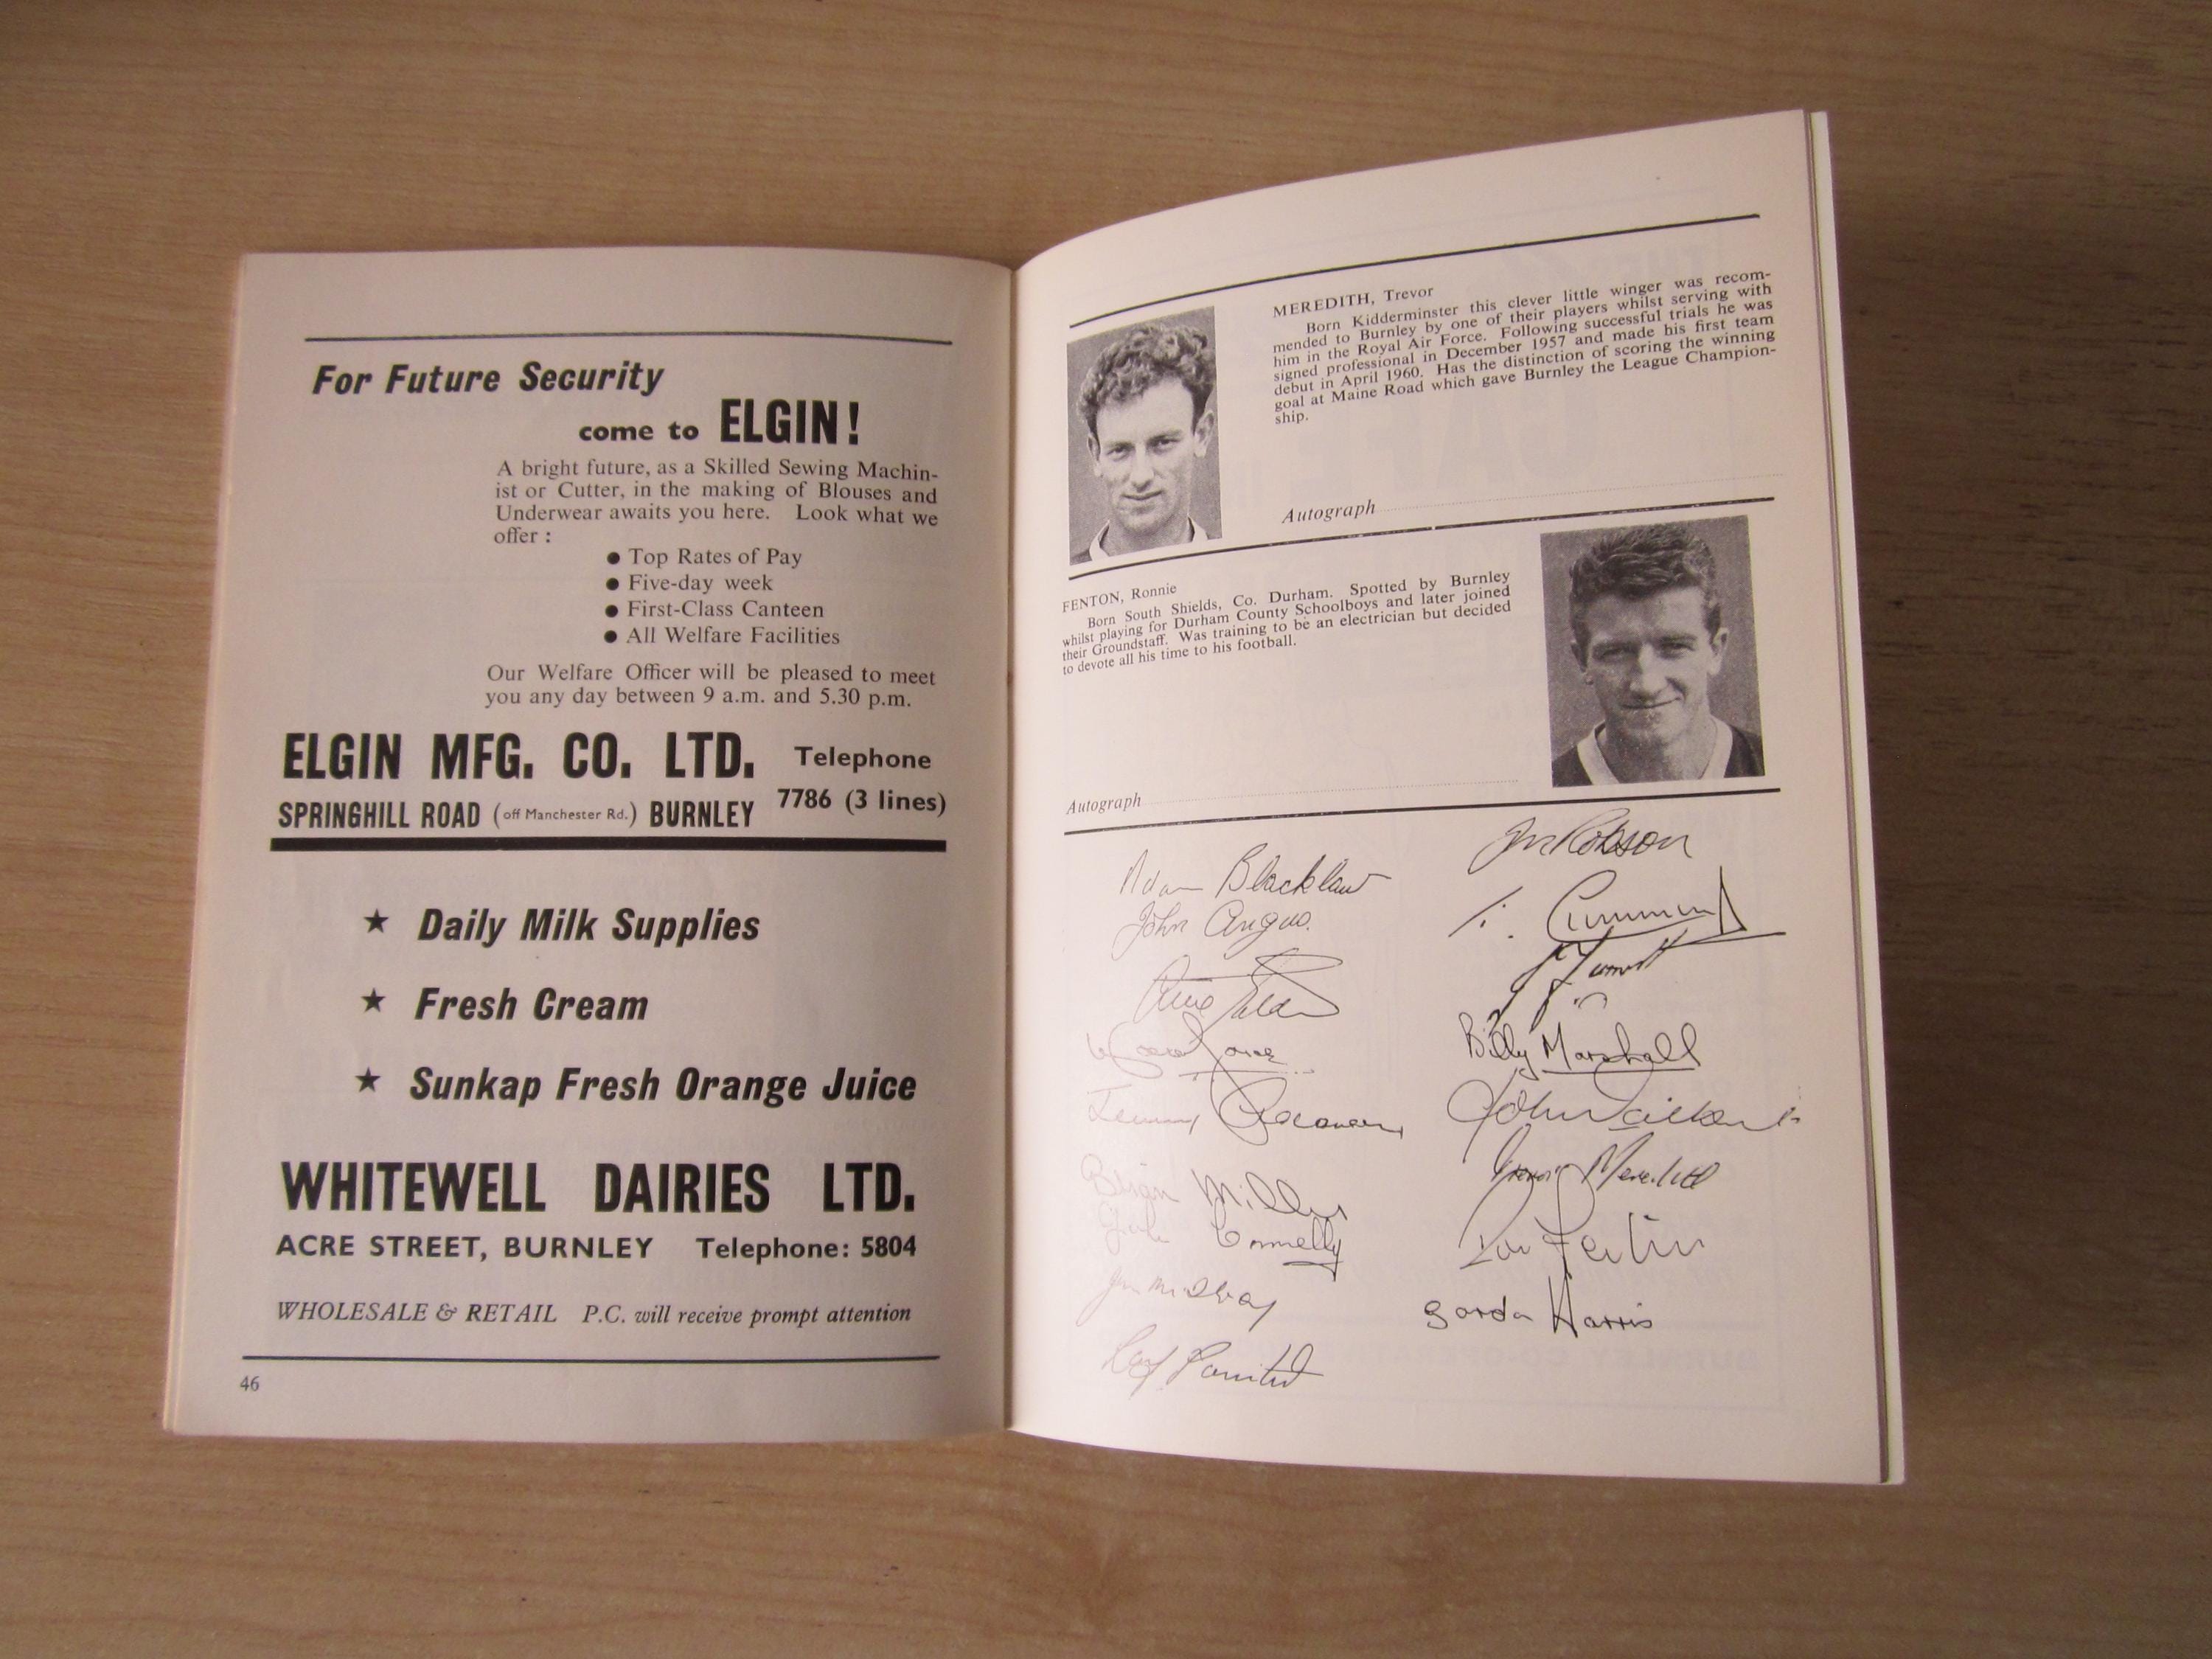 For Future Security
come to ELGIN!
A bright future, as a Skilled Sewing Machin-
ist or Cutter, in the making of Blouses and
Underwear awaits you here. Look what we
offer :
● Top Rates of Pay
● Five-day week
● First-Class Canteen
● All Welfare Facilities
Our Welfare Officer will be pleased to meet
you any day between 9 a.m. and 5.30 p.m.
ELGIN MFG. CO. LTD. Telephone
SPRINGHILL ROAD (off Manchester Rd.) BURNLEY 7786 (3 lines)
★ Daily Milk Supplies
★ Fresh Cream
★ Sunkap Fresh Orange Juice
WHITEWELL DAIRIES LTD.
ACRE STREET, BURNLEY Telephone: 5804
WHOLESALE & RETAIL P.C. will receive prompt attention
46
MEREDITH, Trevor
Born Kidderminster this clever little winger was recom-
mended to Burnley by one of their players whilst serving with
him in the Royal Air Force. Following successful trials he was
signed professional in December 1957 and made his first team
debut in April 1960. Has the distinction of scoring the winning
goal at Maine Road which gave Burnley the League Champion-
ship.
Autograph
FENTON, Ronnie
Born South Shields, Co. Durham. Spotted by Burnley
whilst playing for Durham County Schoolboys and later joined
their Groundstaff. Was training to be an electrician but decided
to devote all his time to his football.
Autograph
Adam Blacklaw
John Angus
Jimmy
Brian Miller
John Connelly
Robson
Billy Marshall
John
Trevor Meredith
Ron Fenton
Gordon Harris